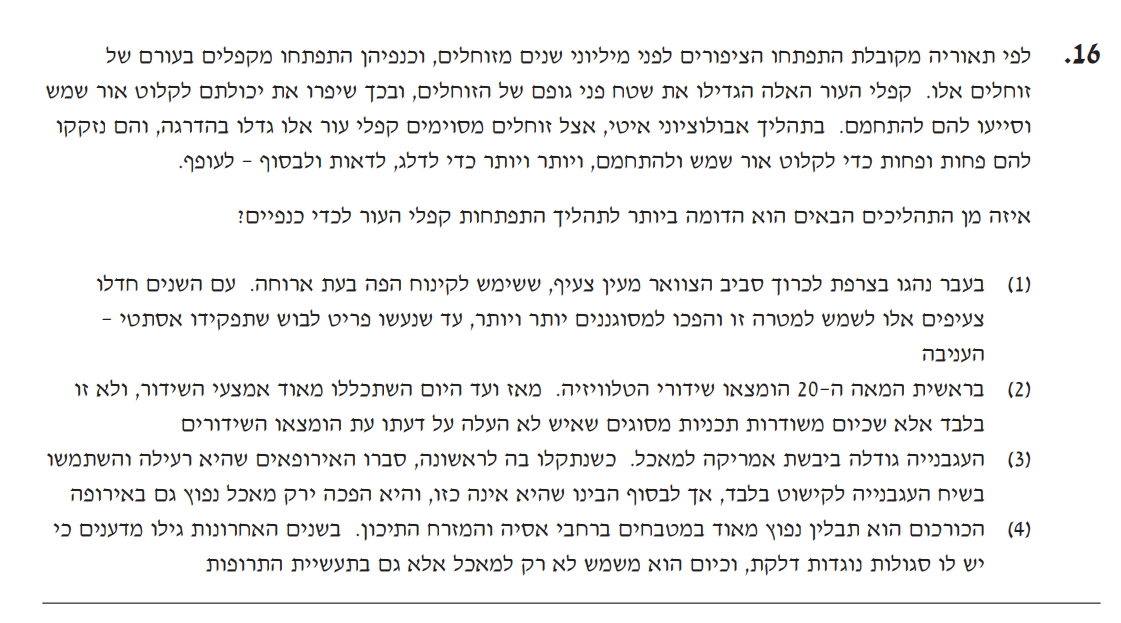 16. לפי תאוריה מקובלת התפתחו הציפורים לפני מיליוני שנים מזוחלים, וכנפיהן התפתחו מקפלים בעורם של
זוחלים אלו. קפלי העור האלה הגדילו את שטח פני גופם של הזוחלים, ובכך שיפרו את יכולתם לקלוט אור שמש
וסייעו להם להתחמם. בתהליך אבולוציוני איטי, אצל זוחלים מסוימים קפלי עור אלו גדלו בהדרגה, והם נזקקו
להם פחות ופחות כדי לקלוט אור שמש ולהתחמם, ויותר ויותר כדי לדלג, לדאות ולבסוף – לעופף.
איזה מן התהליכים הבאים הוא הדומה ביותר לתהליך התפתחות קפלי העור לכדי כנפיים?
(1) בעבר נהגו בצרפת לכרוך סביב הצוואר מעין צעיף, ששימש לקינוח הפה בעת ארוחה. עם השנים חדלו
צעיפים אלו לשמש למטרה זו והפכו למסוגננים יותר ויותר, עד שנעשו פריט לבוש שתפקידו אסתטי –
העניבה
(2) בראשית המאה ה-20 הומצאו שידורי הטלוויזיה. מאז ועד היום השתכללו מאוד אמצעי השידור, ולא זו
בלבד אלא שכיום משודרות תכניות מסוגים שאיש לא העלה על דעתו עת הומצאו השידורים
(3) העגבנייה גודלה ביבשת אמריקה למאכל. כשנתקלו בה לראשונה, סברו האירופאים שהיא רעילה והשתמשו
בשיח העגבנייה לקישוט בלבד, אך לבסוף הבינו שהיא אינה כזו, והיא הפכה ירק מאכל נפוץ גם באירופה
(4) הכורכום הוא תבלין נפוץ מאוד במטבחים ברחבי אסיה והמזרח התיכון. בשנים האחרונות גילו מדענים כי
יש לו סגולות נוגדות דלקת, וכיום הוא משמש לא רק למאכל אלא גם בתעשיית התרופות